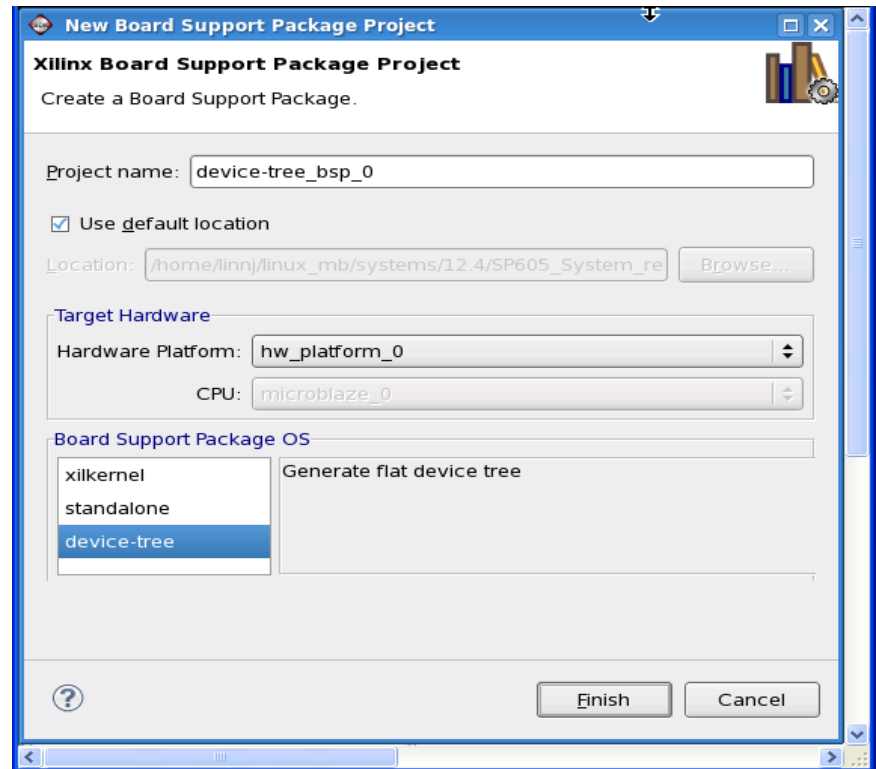 New Board Support Package Project
Xilinx Board Support Package Project
Create a Board Support Package.
Project name: device-tree_bsp_0
Use default location
Location: /home/linnj/linux_mb/systems/12.4/SP605_System_re Browse...
Target Hardware
Hardware Platform: hw_platform_0
CPU: microblaze_0
Board Support Package OS
xilkernel Generate flat device tree
standalone
device-tree
? Finish Cancel